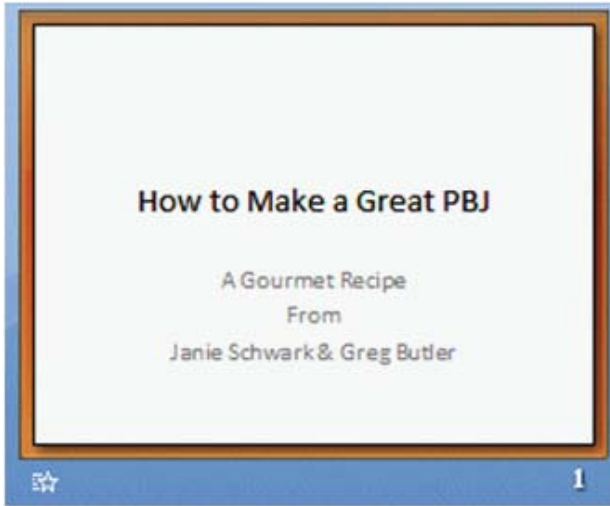 How to Make a Great PBJ
A Gourmet Recipe
From
Janie Schwark & Greg Butler
1